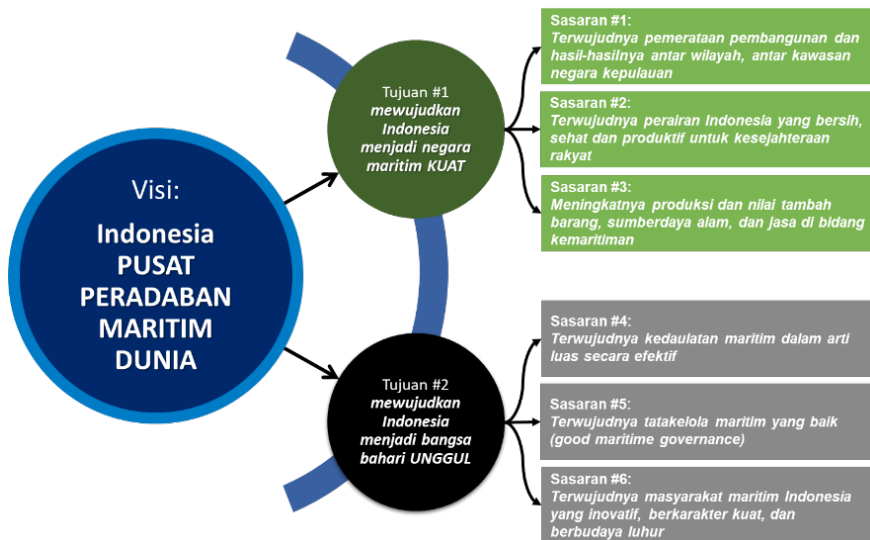 Visi:
Indonesia
PUSAT
PERADABAN
MARITIM
DUNIA
Tujuan #1
mewujudkan
Indonesia
menjadi negara
maritim KUAT
Sasaran #1:
Terwujudnya pemerataan pembangunan dan
hasil-hasilnya antar wilayah, antar kawasan
negara kepulauan
Sasaran #2:
Terwujudnya perairan Indonesia yang bersih,
sehat dan produktif untuk kesejahteraan
rakyat
Sasaran #3:
Meningkatnya produksi dan nilai tambah
barang, sumberdaya alam, dan jasa di bidang
kemaritiman
Tujuan #2
mewujudkan
Indonesia
menjadi bangsa
bahari UNGGUL
Sasaran #4:
Terwujudnya kedaulatan maritim dalam arti
luas secara efektif
Sasaran #5:
Terwujudnya tatakelola maritim yang baik
(good maritime governance)
Sasaran #6:
Terwujudnya masyarakat maritim Indonesia
yang inovatif, berkarakter kuat, dan
berbudaya luhur